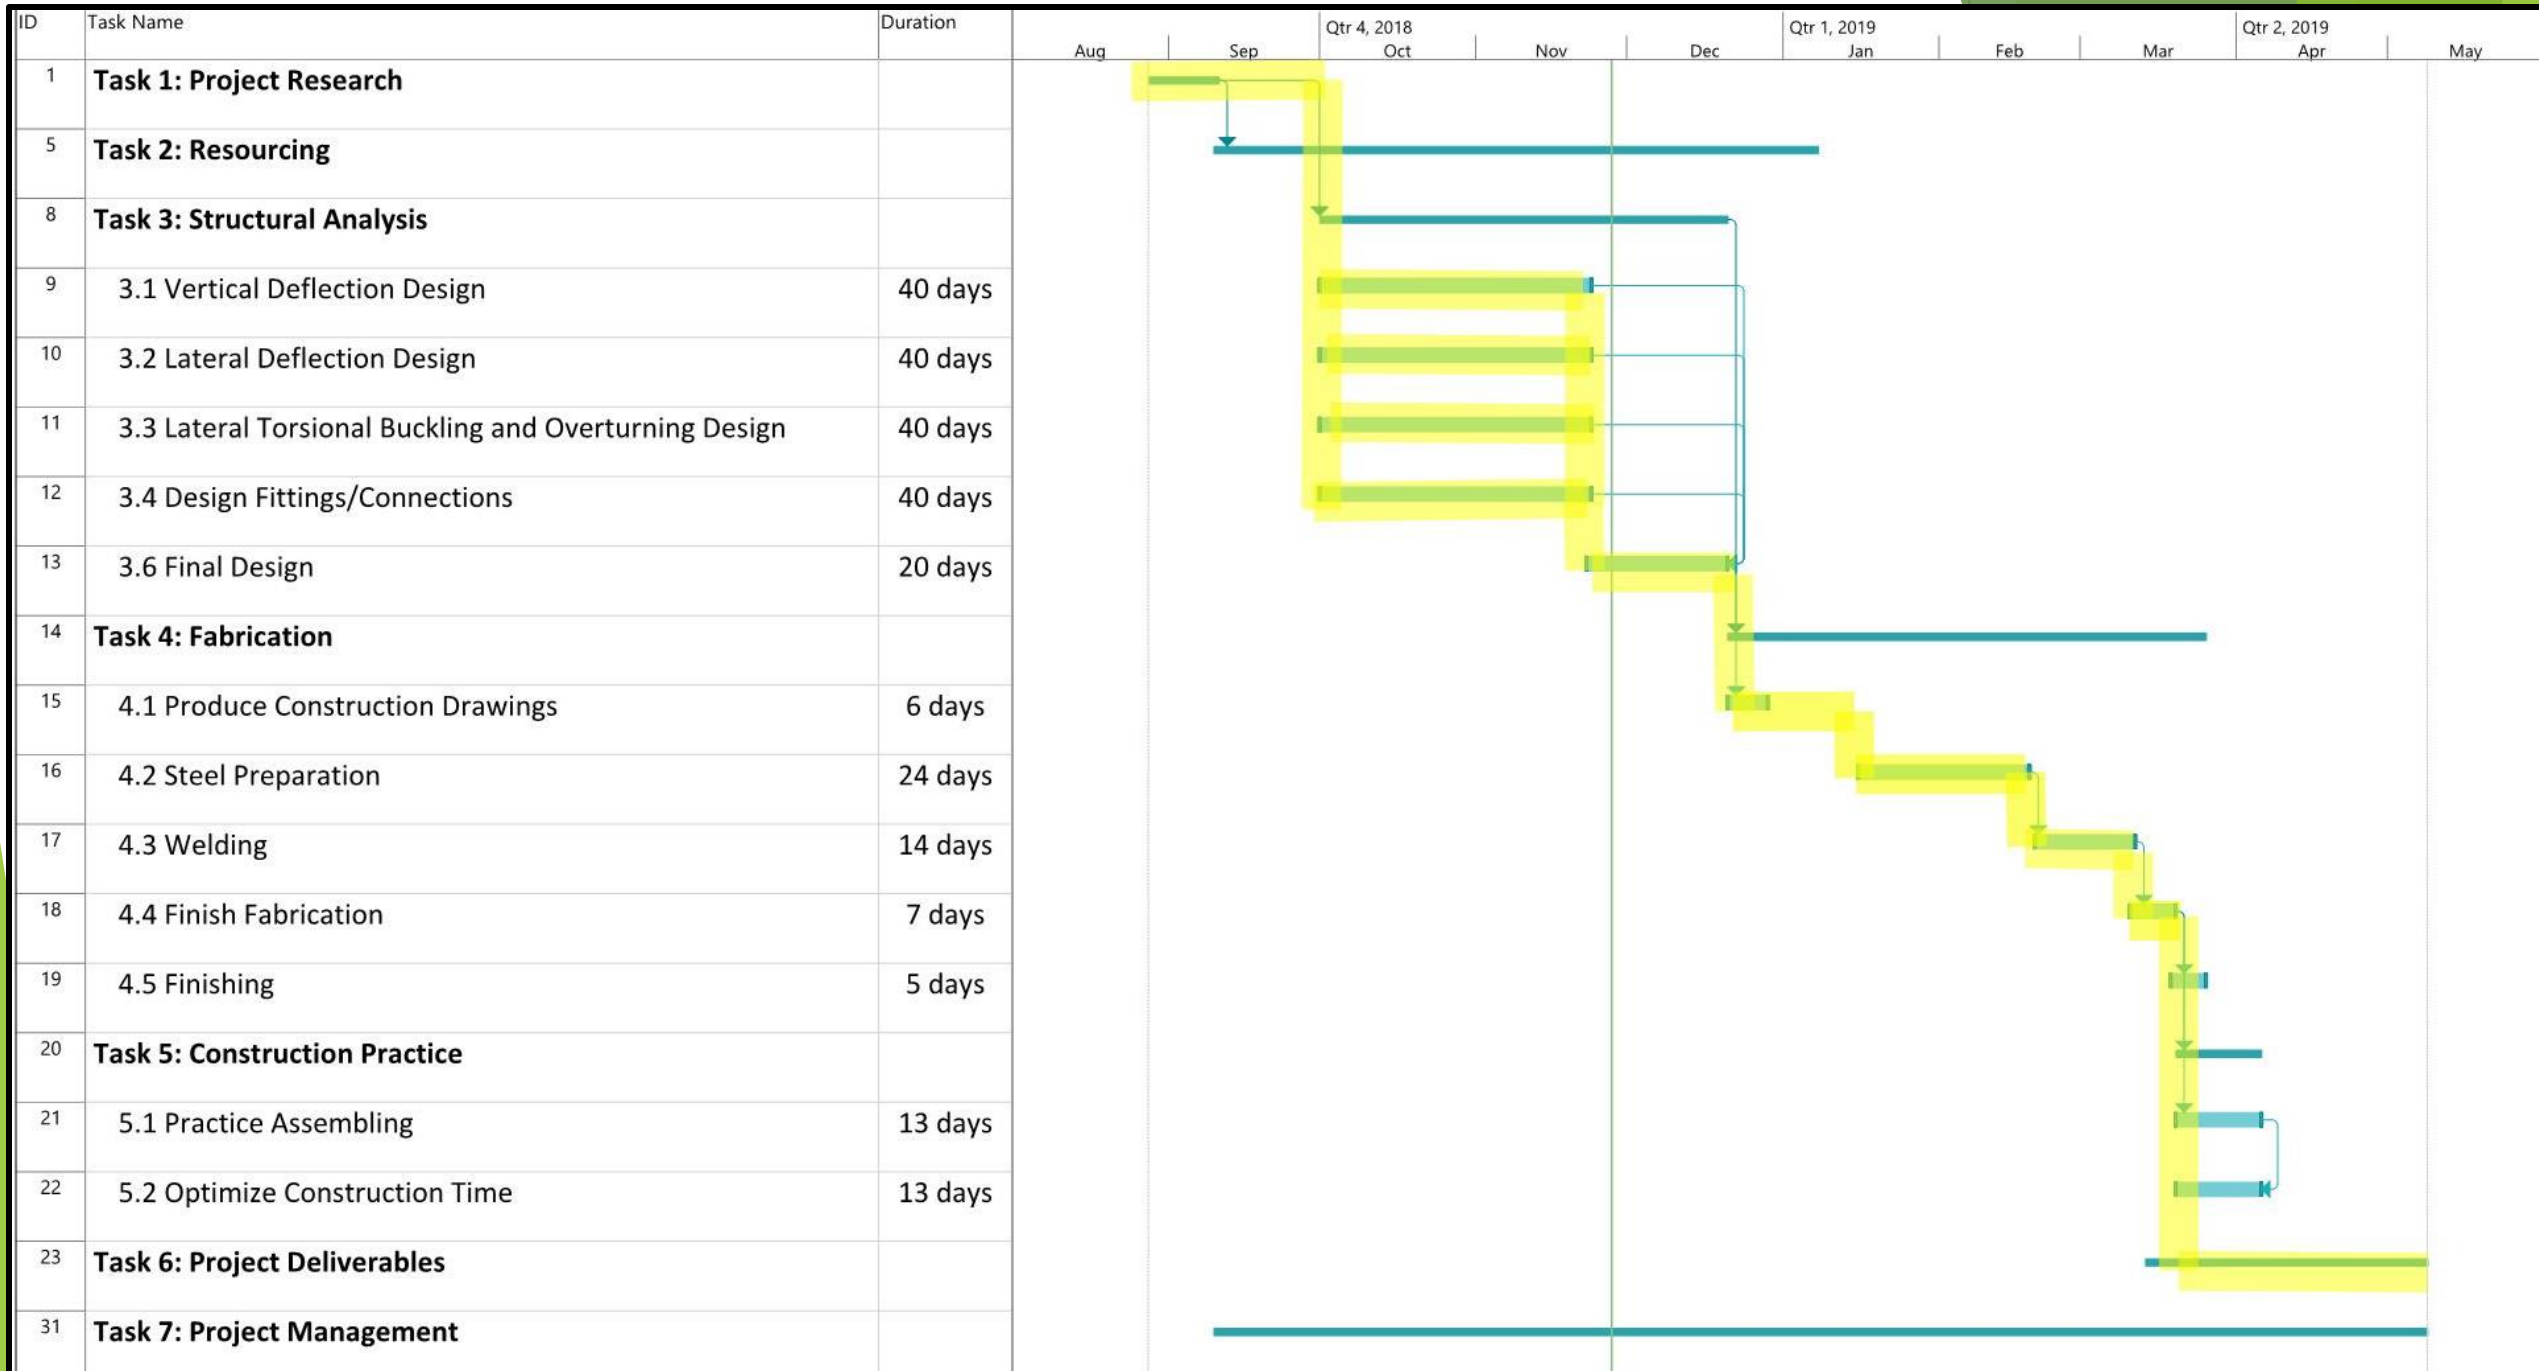 ID Task Name Duration
Qtr 4, 2018 Qtr 1, 2019 Qtr 2, 2019
Aug Sep Oct Nov Dec Jan Feb Mar Apr May
1 Task 1: Project Research
5 Task 2: Resourcing
8 Task 3: Structural Analysis
9 3.1 Vertical Deflection Design 40 days
10 3.2 Lateral Deflection Design 40 days
11 3.3 Lateral Torsional Buckling and Overturning Design 40 days
12 3.4 Design Fittings/Connections 40 days
13 3.6 Final Design 20 days
14 Task 4: Fabrication
15 4.1 Produce Construction Drawings 6 days
16 4.2 Steel Preparation 24 days
17 4.3 Welding 14 days
18 4.4 Finish Fabrication 7 days
19 4.5 Finishing 5 days
20 Task 5: Construction Practice
21 5.1 Practice Assembling 13 days
22 5.2 Optimize Construction Time 13 days
23 Task 6: Project Deliverables
31 Task 7: Project Management